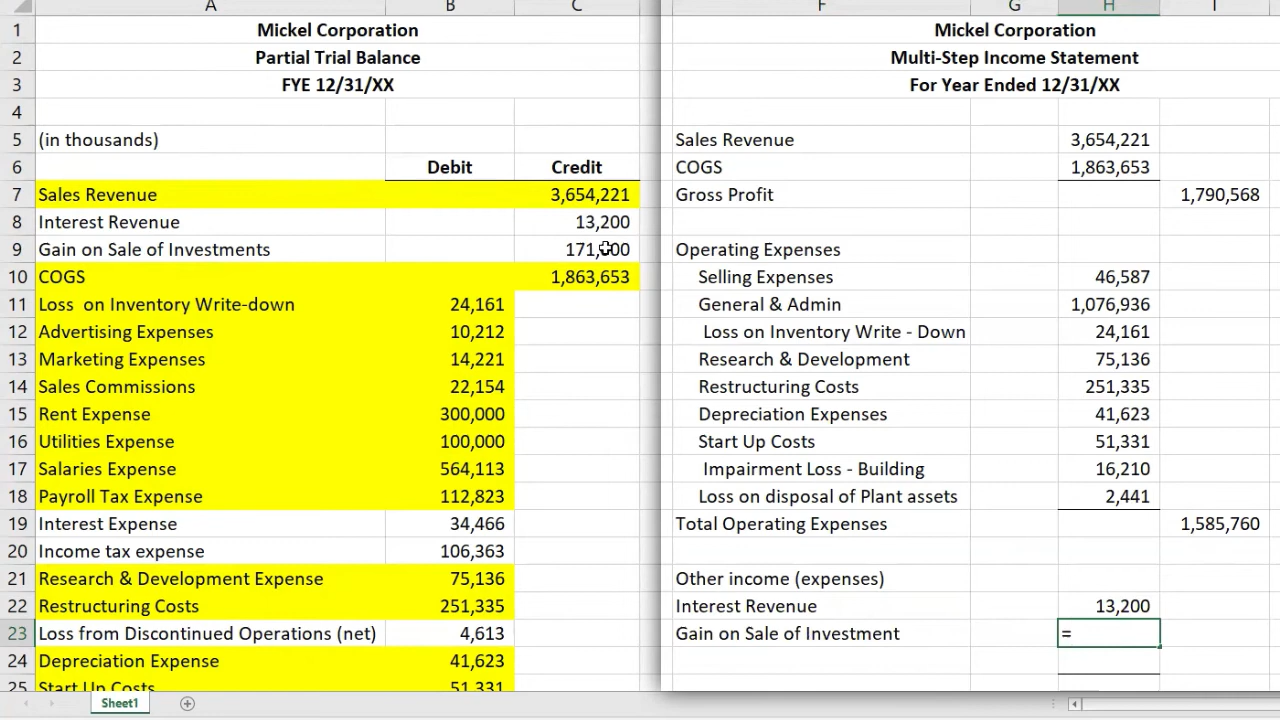 A B C
1 Mickel Corporation
2 Partial Trial Balance
3 FYE 12/31/XX
4
5 (in thousands)
6 Debit Credit
7 Sales Revenue 3,654,221
8 Interest Revenue 13,200
9 Gain on Sale of Investments
10 COGS 1,863,653
11 Loss on Inventory Write-down 24,161
12 Advertising Expenses 10,212
13 Marketing Expenses 14,221
14 Sales Commissions 22,154
15 Rent Expense 300,000
16 Utilities Expense 100,000
17 Salaries Expense 564,113
18 Payroll Tax Expense 112,823
19 Interest Expense 34,466
20 Income tax expense 106,363
21 Research & Development Expense 75,136
22 Restructuring Costs 251,335
23 Loss from Discontinued Operations (net) 4,613
24 Depreciation Expense 41,623
25 Start Up Costs 51,331
Sheet1
F G H I
Mickel Corporation
Multi-Step Income Statement
For Year Ended 12/31/XX
Sales Revenue 3,654,221
COGS 1,863,653
Gross Profit 1,790,568
Operating Expenses
Selling Expenses 46,587
General & Admin 1,076,936
Loss on Inventory Write - Down 24,161
Research & Development 75,136
Restructuring Costs 251,335
Depreciation Expenses 41,623
Start Up Costs 51,331
Impairment Loss - Building 16,210
Loss on disposal of Plant assets 2,441
Total Operating Expenses 1,585,760
Other income (expenses)
Interest Revenue 13,200
Gain on Sale of Investment =